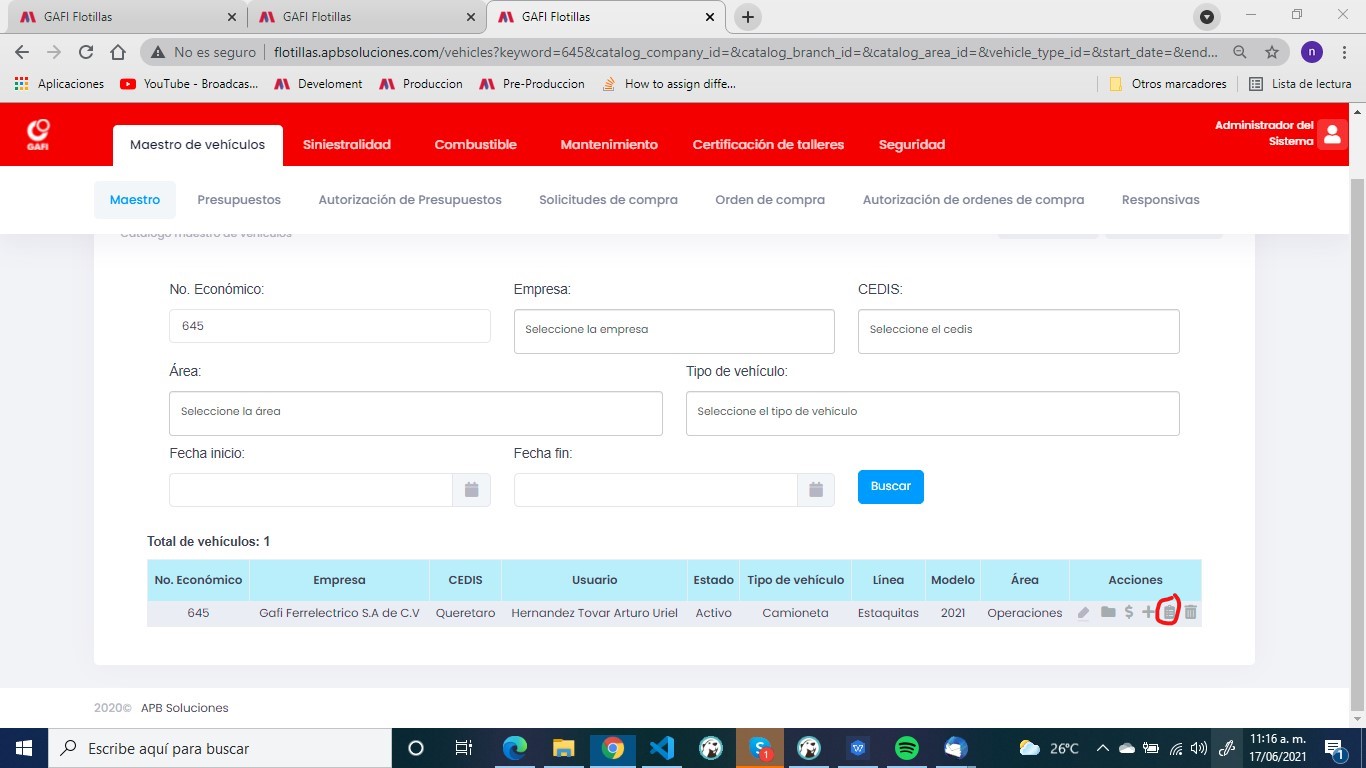 GAFI Flotillas
GAFI Flotillas
GAFI Flotillas
No es seguro
flotillas.apbsoluciones.com/vehicles?keyword=645&catalog_company_id=&catalog_branch_id=&catalog_area_id=&vehicle_type_id=&start_date=&end...
n
Aplicaciones
YouTube - Broadcas...
Develoment
Produccion
Pre-Produccion
How to assign diffe...
Otros marcadores
Lista de lectura
GAFI
Maestro de vehículos
Siniestralidad
Combustible
Mantenimiento
Certificación de talleres
Seguridad
Administrador del
Sistema
Maestro
Presupuestos
Autorización de Presupuestos
Solicitudes de compra
Orden de compra
Autorización de ordenes de compra
Responsivas
Catálogo maestro de vehículos
No. Económico:
Empresa:
CEDIS:
645
Seleccione la empresa
Seleccione el cedis
Área:
Tipo de vehículo:
Seleccione la área
Seleccione el tipo de vehiculo
Fecha inicio:
Fecha fin:
Buscar
Total de vehículos: 1
No. Económico Empresa CEDIS Usuario Estado Tipo de vehículo Línea Modelo Área Acciones
645 Gafi Ferrelectrico S.A de C.V Queretaro Hernandez Tovar Arturo Uriel Activo Camioneta Estaquitas 2021 Operaciones
2020© APB Soluciones
Escribe aquí para buscar
1
26°C
11:16 a. m.
17/06/2021
1